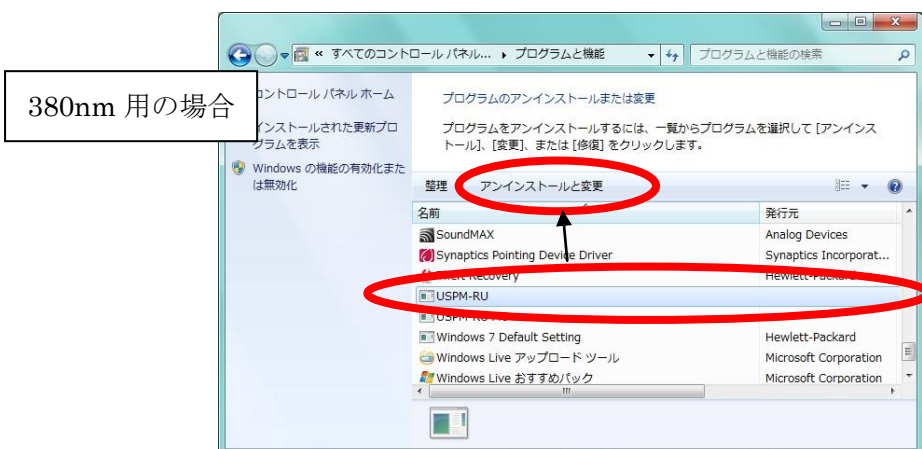 « すべてのコントロール パネル... ▸ プログラムと機能
プログラムと機能の検索
380nm 用の場合
コントロール パネル ホーム
インストールされた更新プログラムを表示
Windows の機能の有効化または無効化
プログラムのアンインストールまたは変更
プログラムをアンインストールするには、一覧からプログラムを選択して [アンインス
トール]、[変更]、または [修復] をクリックします。
整理 アンインストールと変更
名前 発行元
SoundMAX Analog Devices
Synaptics Pointing Device Driver Synaptics Incorporat...
Recovery Hewlett-Packard
USPM-RU
Windows 7 Default Setting Hewlett-Packard
Windows Live アップロード ツール Microsoft Corporation
Windows Live おすすめパック Microsoft Corporation